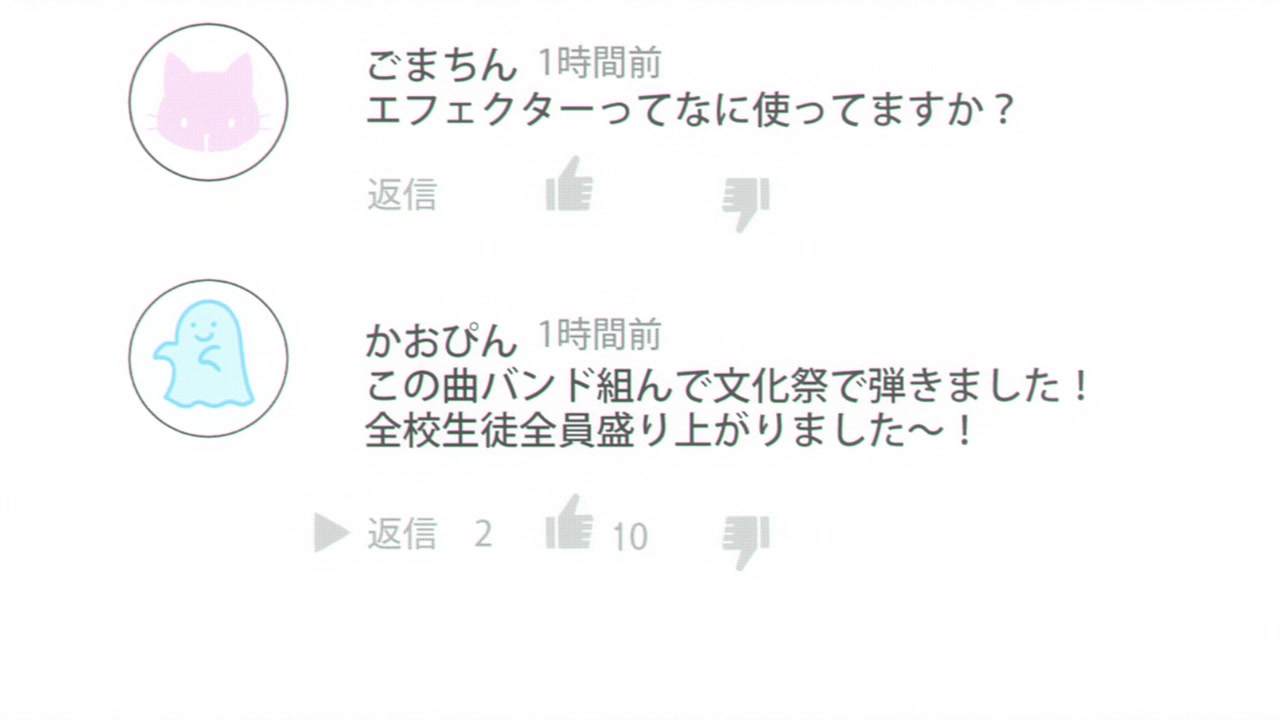 ごまちん 1時間前
エフェクターってなに使ってますか？
返信
かおぴん 1時間前
この曲バンド組んで文化祭で弾きました！
全校生徒全員盛り上がりました～！
返信 2 10